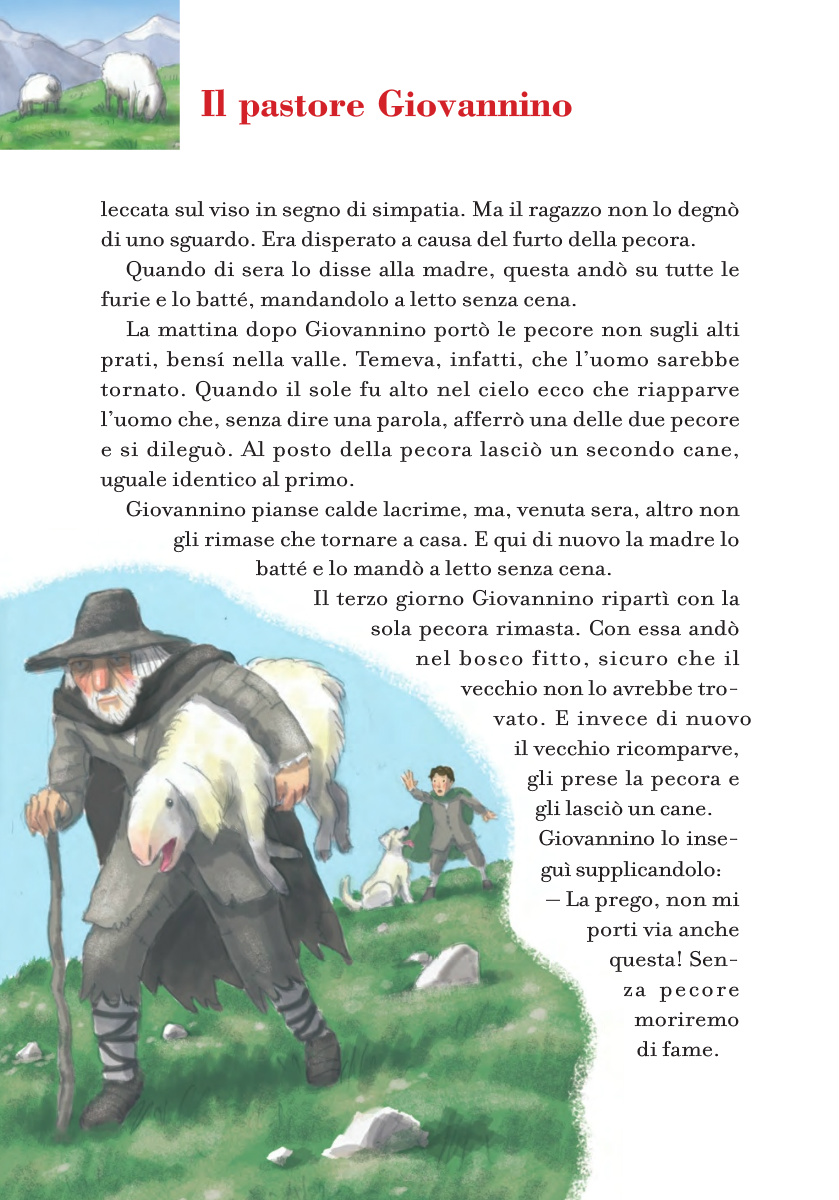 Il pastore Giovannino
leccata sul viso in segno di simpatia. Ma il ragazzo non lo degnò
di uno sguardo. Era disperato a causa del furto della pecora.
Quando di sera lo disse alla madre, questa andò su tutte le
furie e lo batté, mandandolo a letto senza cena.
La mattina dopo Giovannino portò le pecore non sugli alti
prati, bensí nella valle. Temeva, infatti, che l’uomo sarebbe
tornato. Quando il sole fu alto nel cielo ecco che riapparve
l’uomo che, senza dire una parola, afferrò una delle due pecore
e si dileguò. Al posto della pecora lasciò un secondo cane,
uguale identico al primo.
Giovannino pianse calde lacrime, ma, venuta sera, altro non
gli rimase che tornare a casa. E qui di nuovo la madre lo
batté e lo mandò a letto senza cena.
Il terzo giorno Giovannino ripartì con la
sola pecora rimasta. Con essa andò
nel bosco fitto, sicuro che il
vecchio non lo avrebbe tro-
vato. E invece di nuovo
il vecchio ricomparve,
gli prese la pecora e
gli lasciò un cane.
Giovannino lo inse-
guì supplicandolo:
– La prego, non mi
porti via anche
questa! Sen-
za pecore
moriremo
di fame.